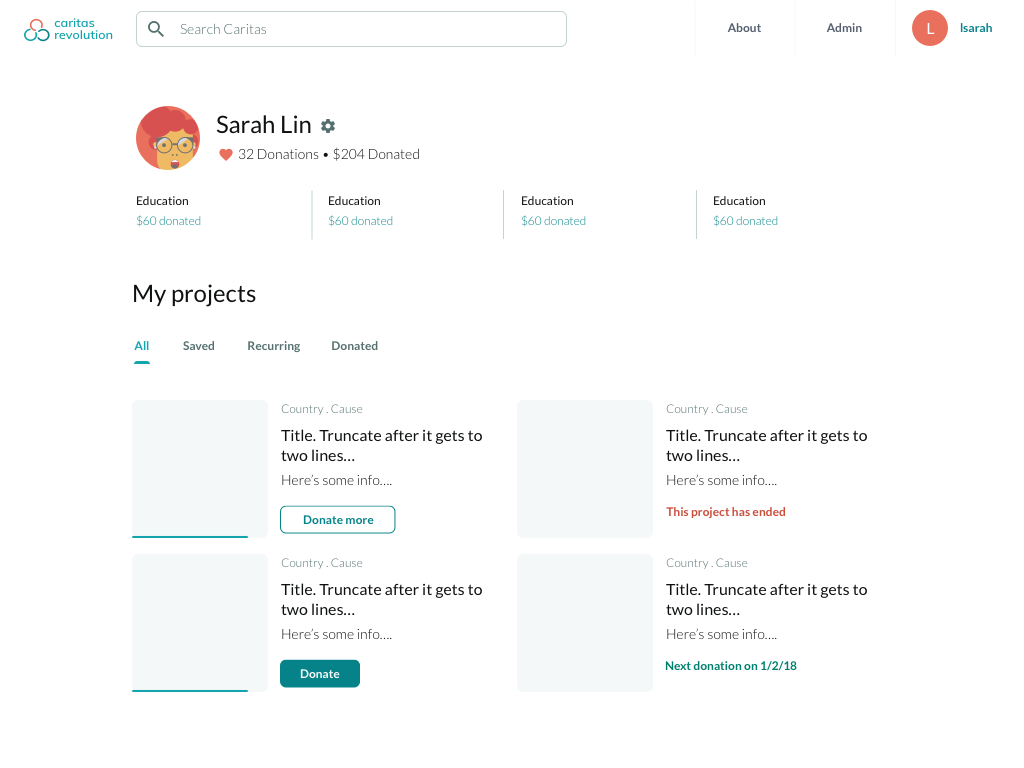 caritas
revolution
Search Caritas
About
Admin
L
lsarah
Sarah Lin
32 Donations • $204 Donated
Education
$60 donated
Education
$60 donated
Education
$60 donated
Education
$60 donated
My projects
All
Saved
Recurring
Donated
Country . Cause
Title. Truncate after it gets to
two lines...
Here's some info....
Donate more
Country . Cause
Title. Truncate after it gets to
two lines...
Here's some info....
This project has ended
Country . Cause
Title. Truncate after it gets to
two lines...
Here's some info....
Donate
Country . Cause
Title. Truncate after it gets to
two lines...
Here's some info....
Next donation on 1/2/18